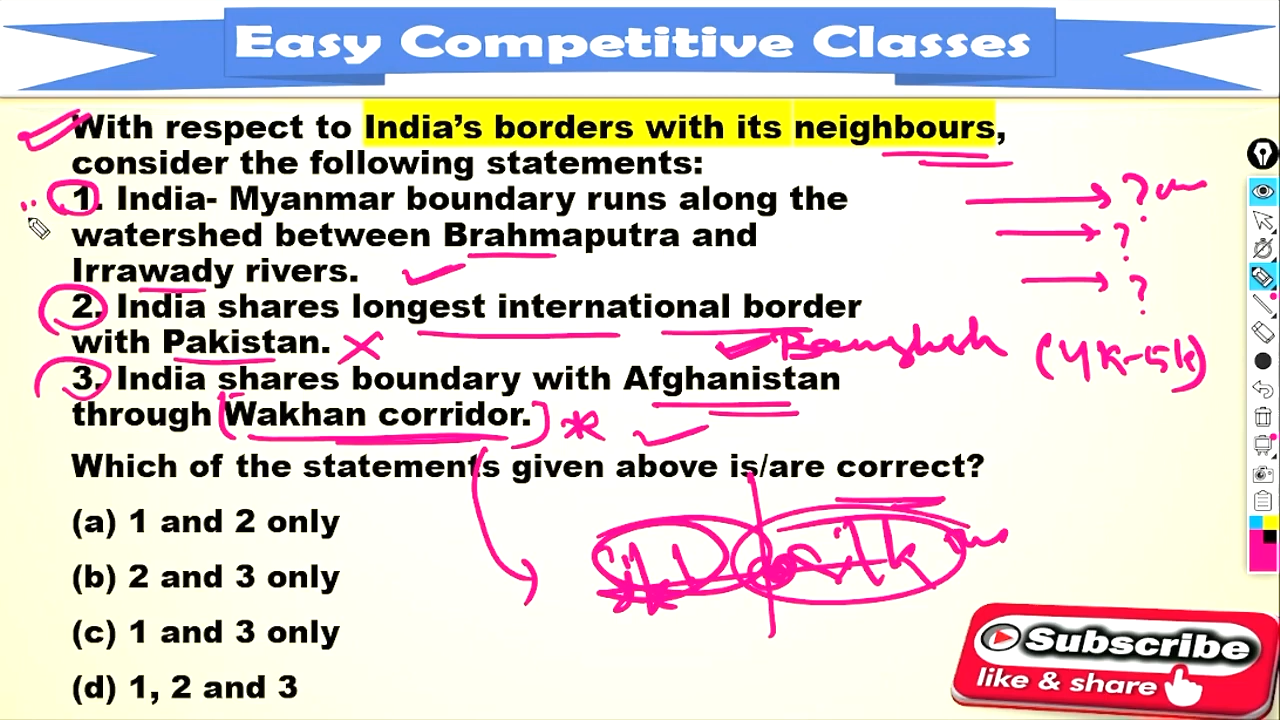 Easy Competitive Classes
With respect to India's borders with its neighbours,
consider the following statements:
1. India- Myanmar boundary runs along the
watershed between Brahmaputra and
Irrawady rivers.
2. India shares longest international border
with Pakistan.
3. India shares boundary with Afghanistan
through Wakhan corridor.
Which of the statements given above is/are correct?
(a) 1 and 2 only
(b) 2 and 3 only
(c) 1 and 3 only
(d) 1, 2 and 3
?
?
?
(4k-5k)
Subscribe
like & share